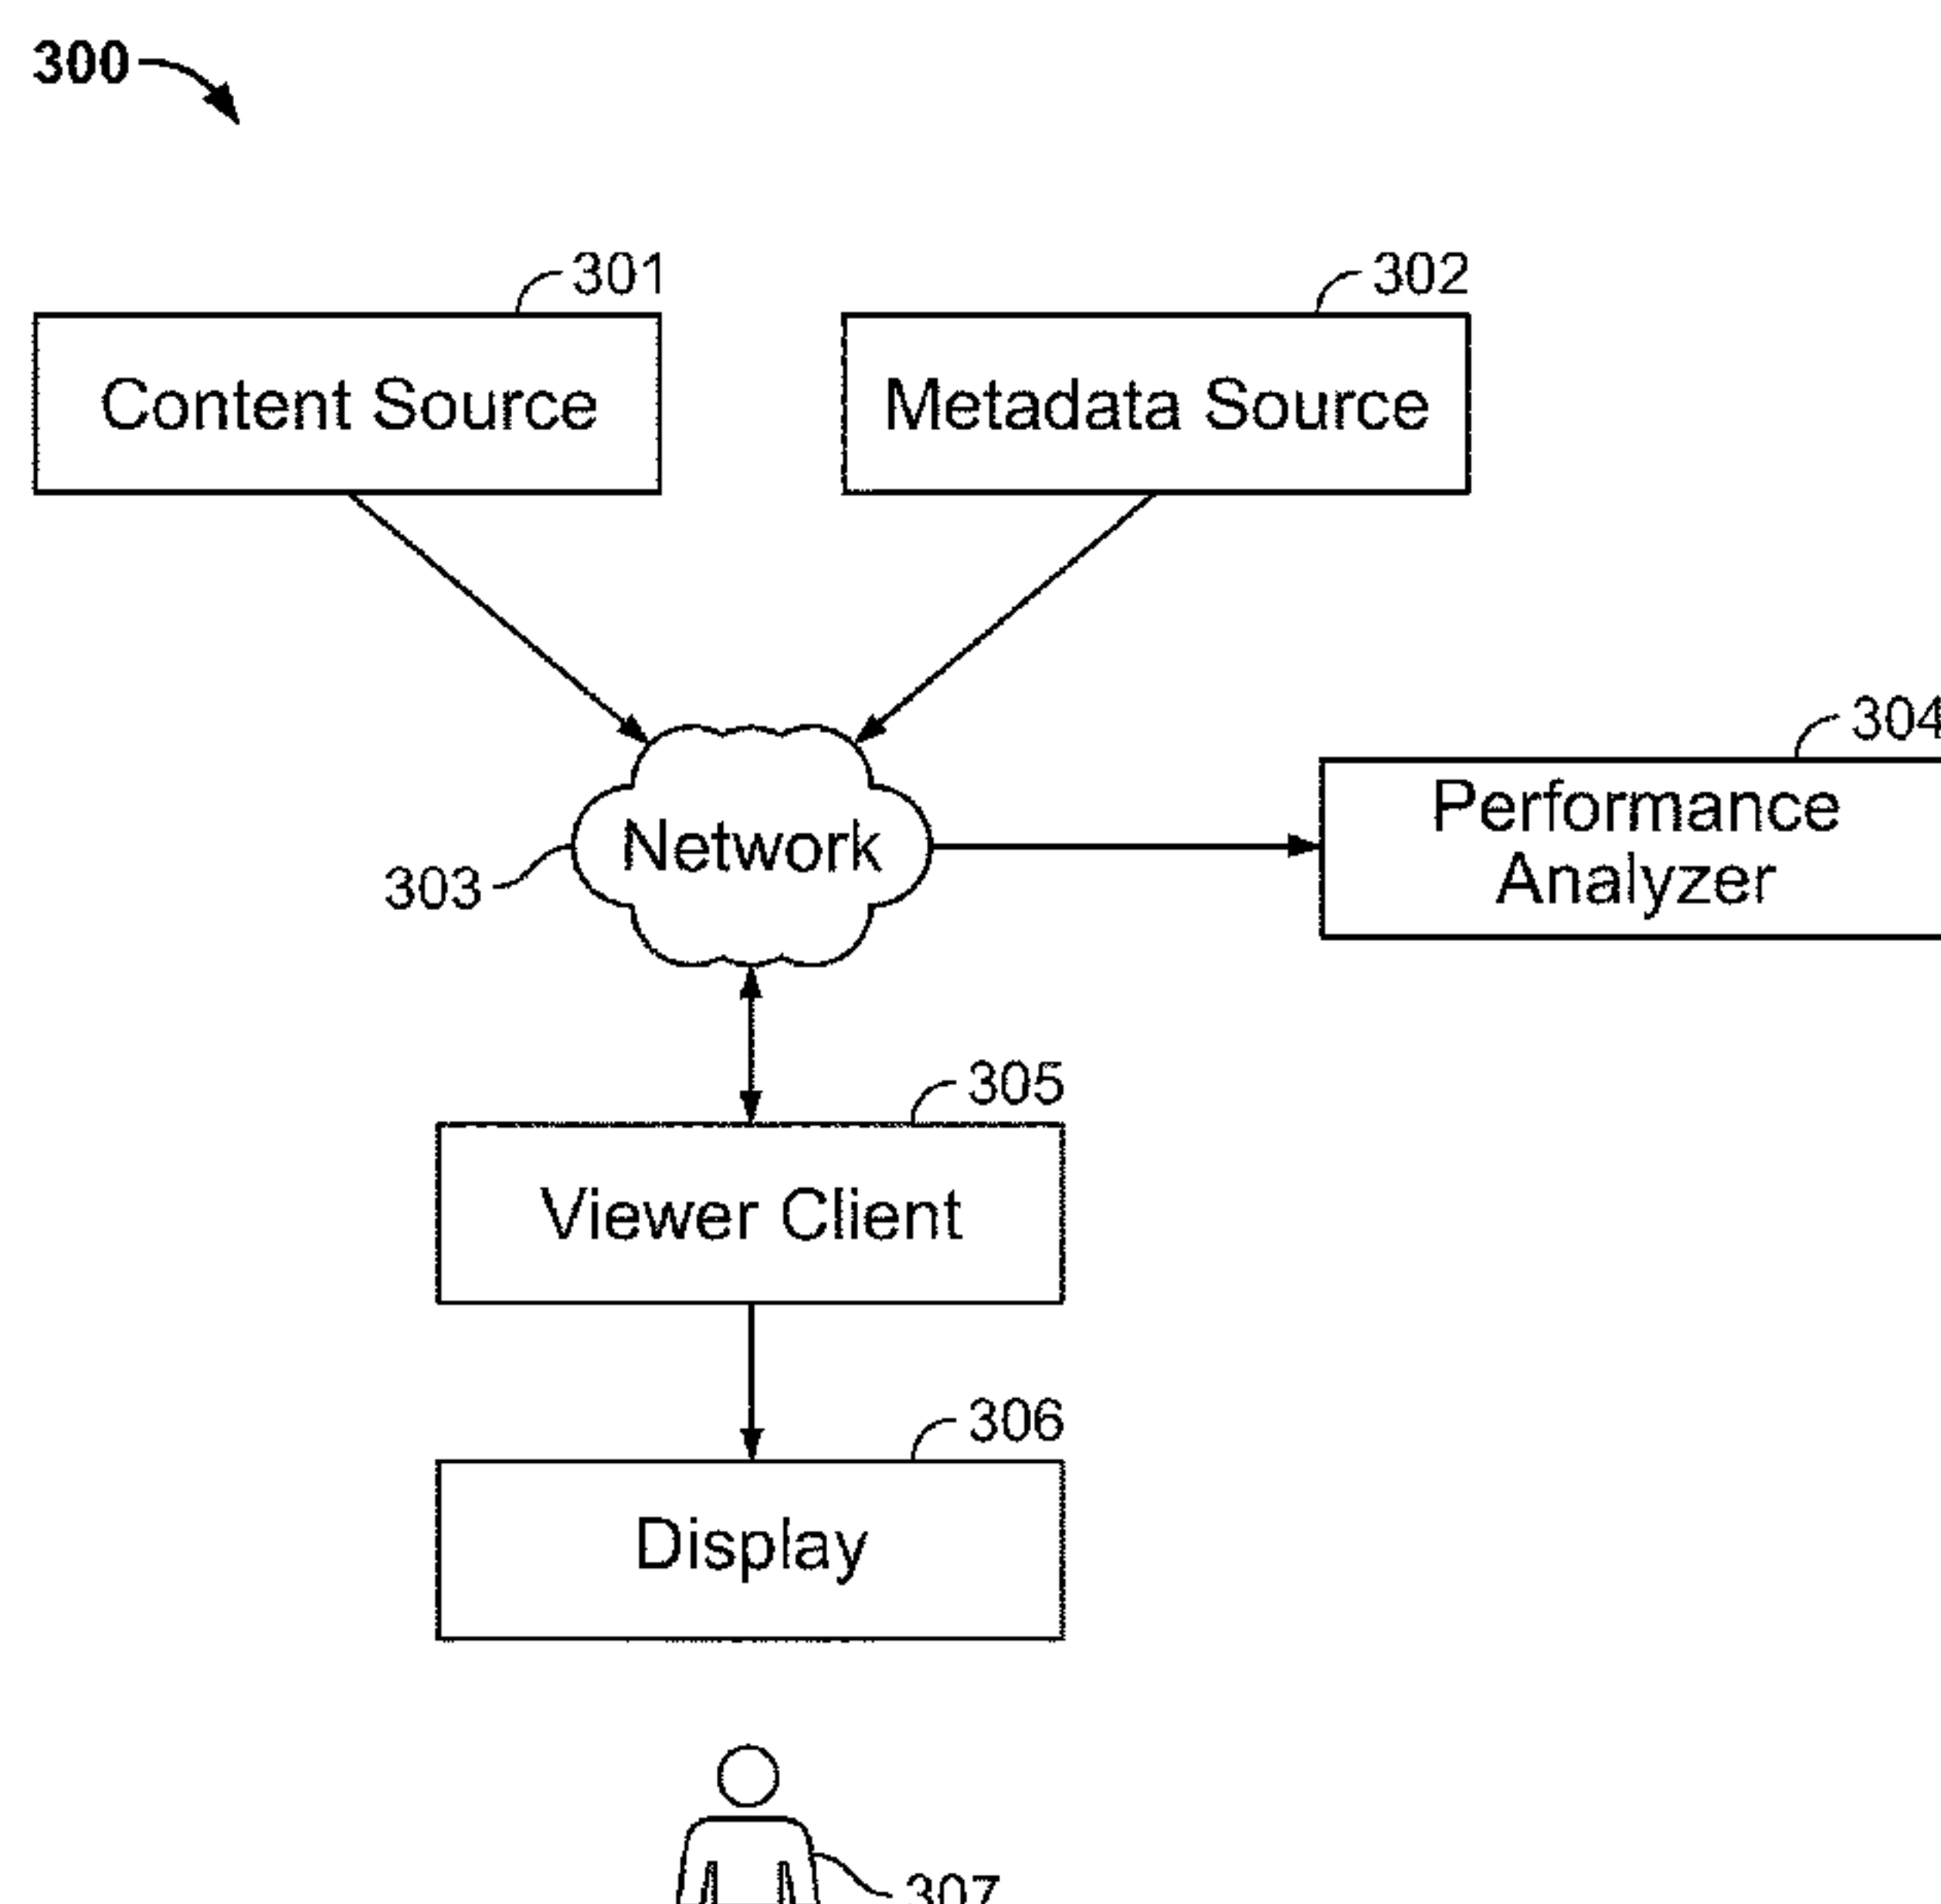 300
301
302
Content Source
Metadata Source
304
Performance
Analyzer
Network
303
305
Viewer Client
306
Display
307